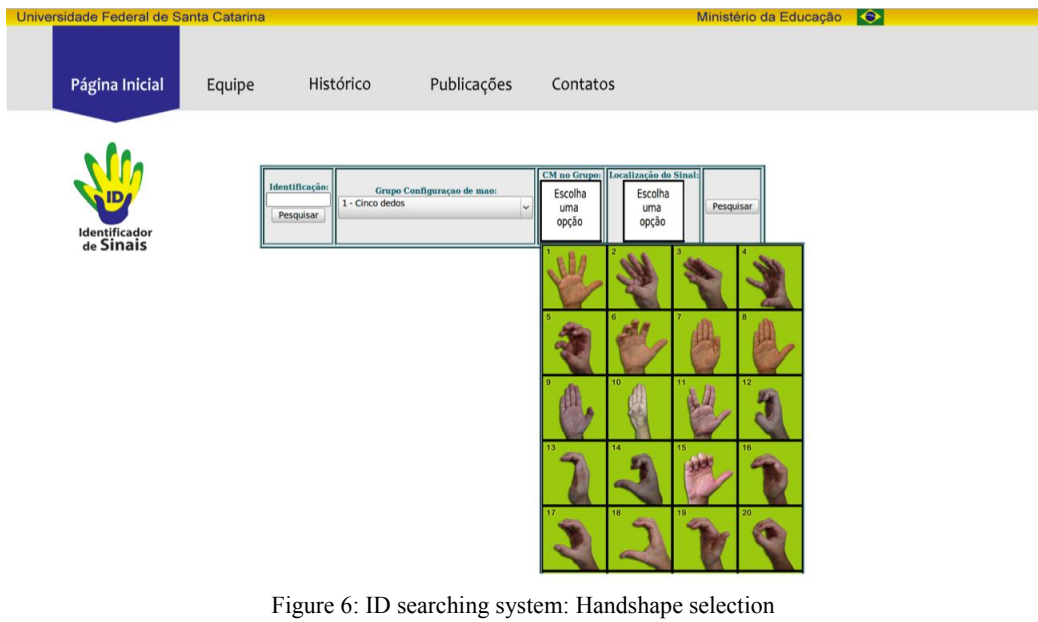 Universidade Federal de Santa Catarina
Ministério da Educação
Página Inicial
Equipe
Histórico
Publicações
Contatos
ID
Identificador
de Sinais
Identificação:
Pesquisar
Grupo Configuraçao de mao:
1 - Cinco dedos
CM no Grupo:
Escolha
uma
opção
Localização do Sinal:
Escolha
uma
opção
Pesquisar
1 2 3 4
5 6 7 8
9 10 11 12
13 14 15 16
17 18 19 20
Figure 6: ID searching system: Handshape selection